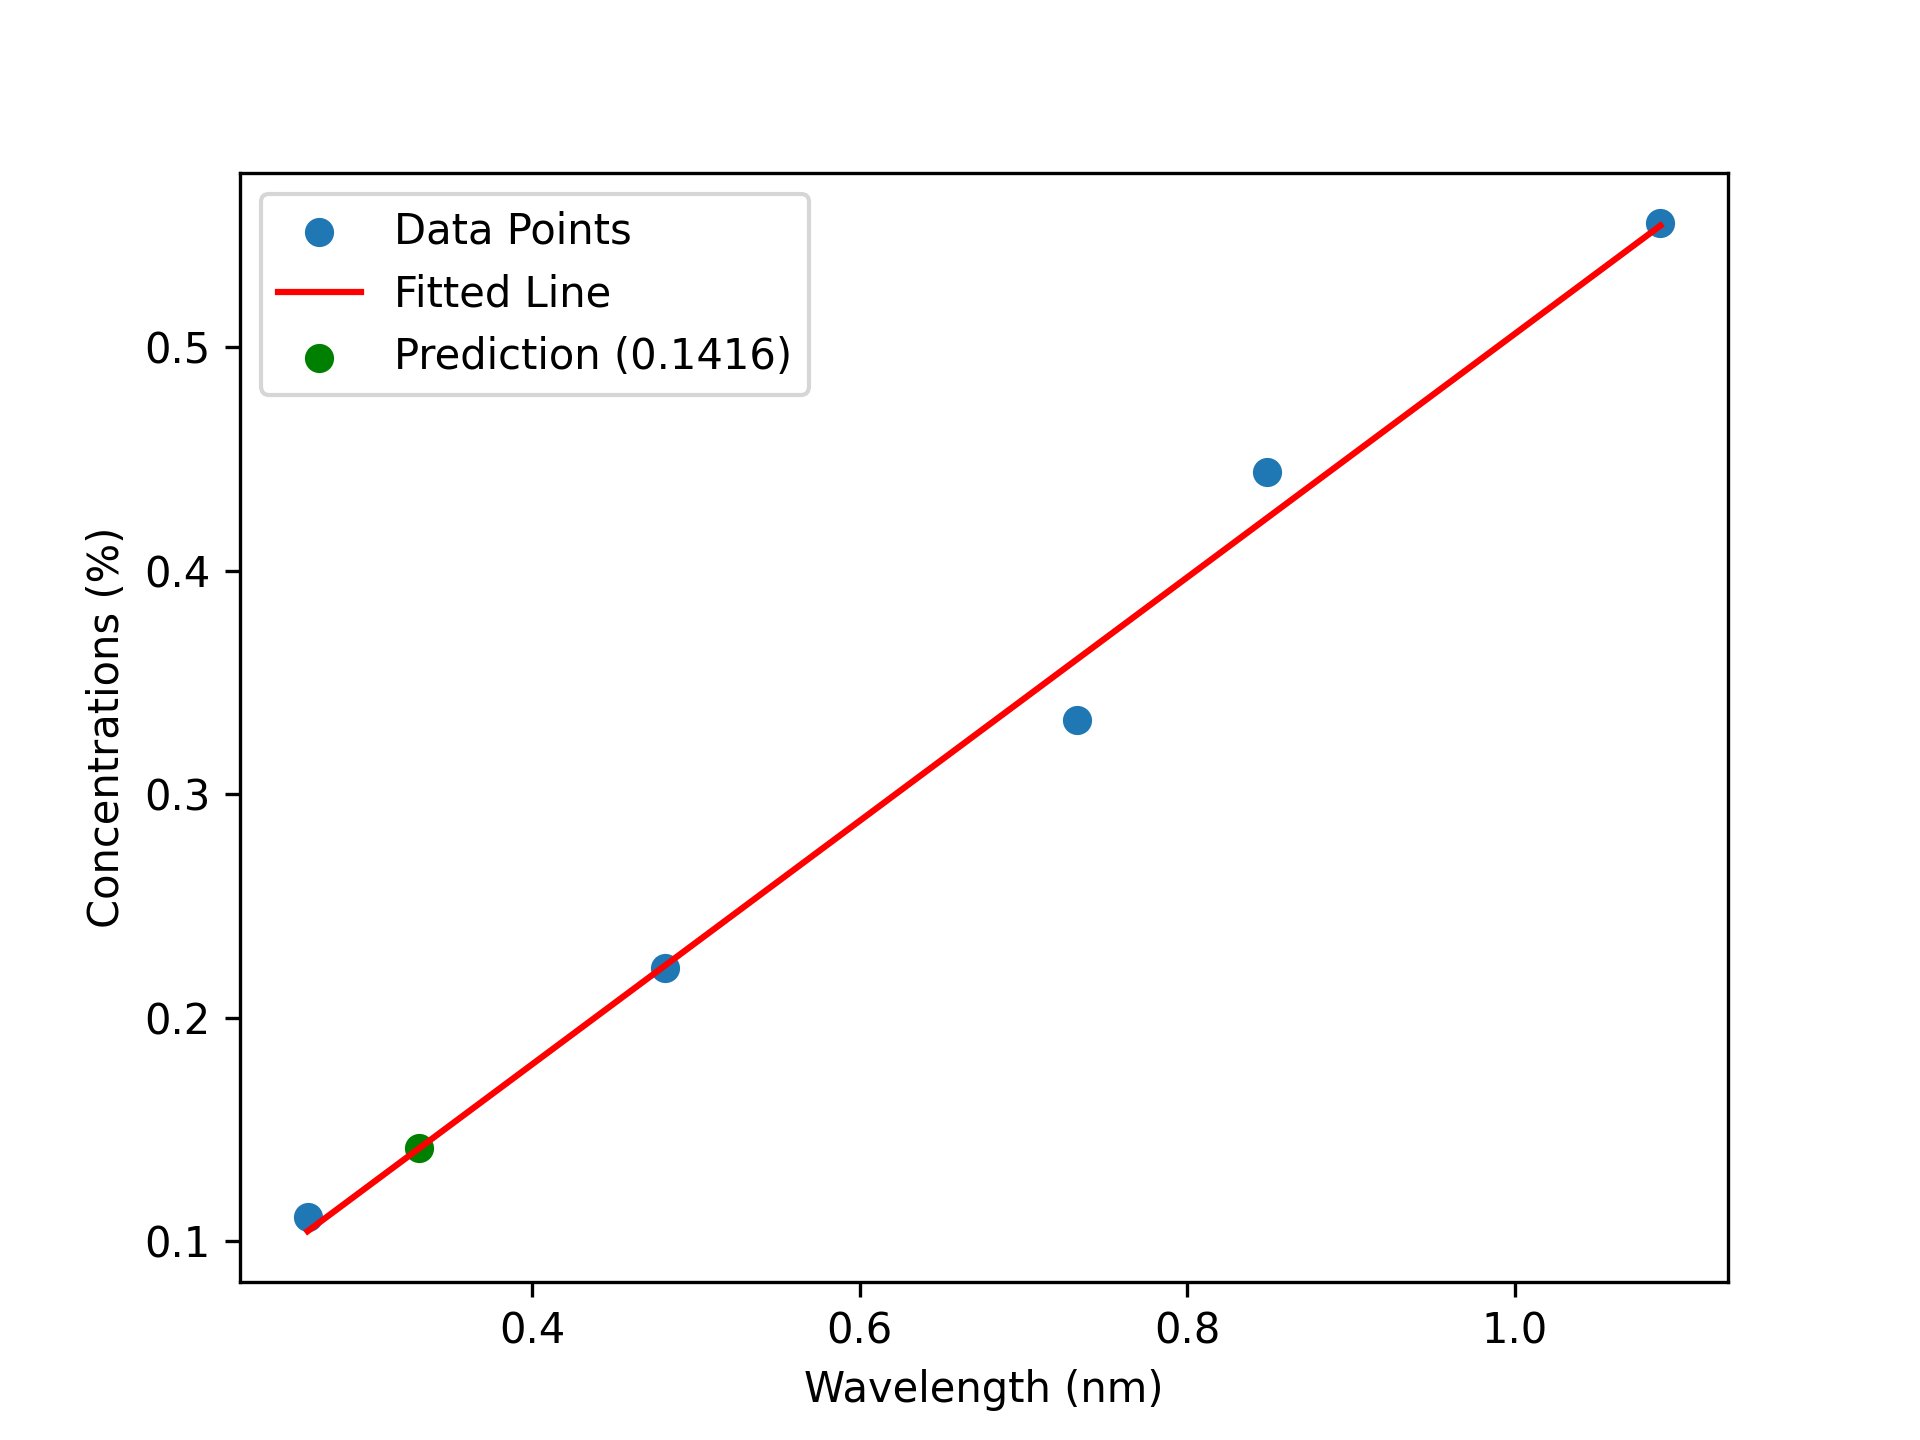 Data Points
Fitted Line
Prediction (0.1416)
0.5
0.4
0.3
0.2
0.1
Concentrations (%)
0.4 0.6 0.8 1.0
Wavelength (nm)